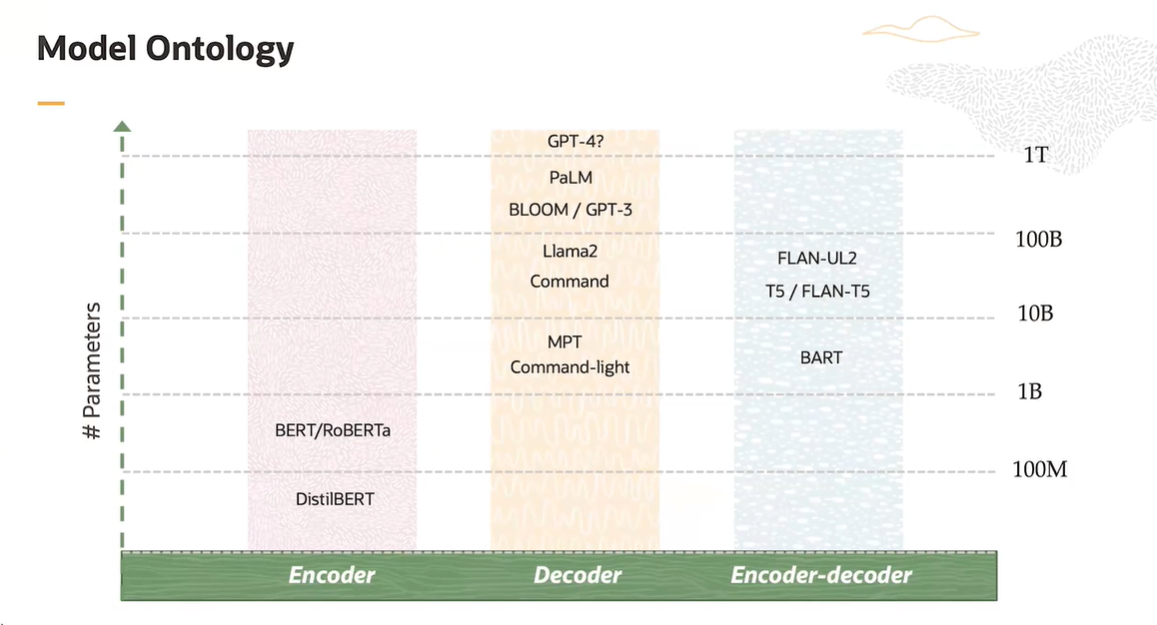 Model Ontology
# Parameters
GPT-4?
1T
PaLM
BLOOM / GPT-3
100B
Llama2
FLAN-UL2
Command
T5 / FLAN-T5
10B
MPT
BART
Command-light
1B
BERT/RoBERTa
100M
DistilBERT
Encoder
Decoder
Encoder-decoder